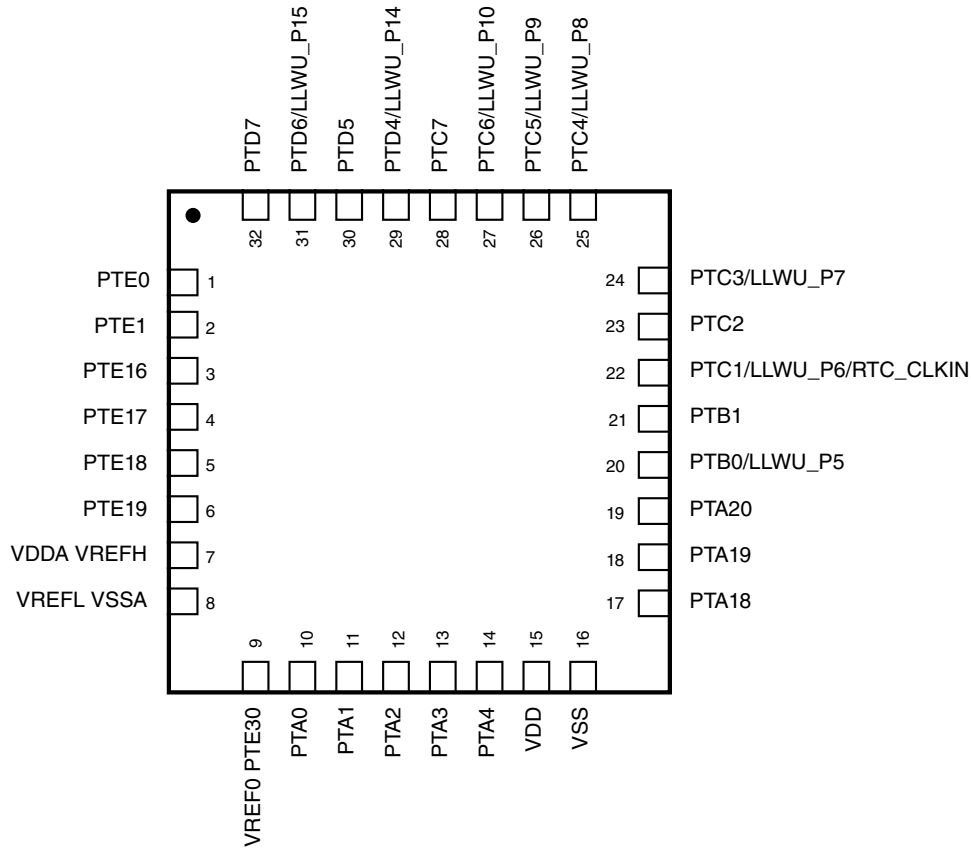 PTD7
PTD6/LLWU_P15
PTD5
PTD4/LLWU_P14
PTC7
PTC6/LLWU_P10
PTC5/LLWU_P9
PTC4/LLWU_P8
32
31
30
29
28
27
26
25
PTE0 1
PTE1 2
PTE16 3
PTE17 4
PTE18 5
PTE19 6
VDDA VREFH 7
VREFL VSSA 8
24 PTC3/LLWU_P7
23 PTC2
22 PTC1/LLWU_P6/RTC_CLKIN
21 PTB1
20 PTB0/LLWU_P5
19 PTA20
18 PTA19
17 PTA18
9
10
11
12
13
14
15
16
VREF0 PTE30
PTA0
PTA1
PTA2
PTA3
PTA4
VDD
VSS